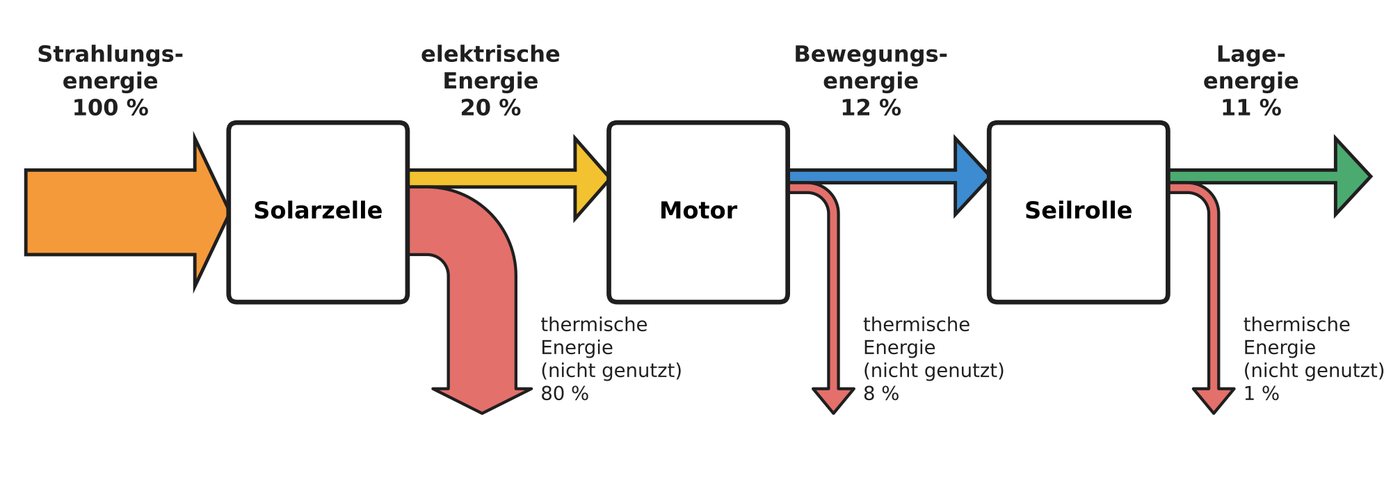 Strahlungs-
energie
100 %
elektrische
Energie
20 %
Bewegungs-
energie
12 %
Lage-
energie
11 %
Solarzelle
Motor
Seilrolle
thermische
Energie
(nicht genutzt)
80 %
thermische
Energie
(nicht genutzt)
8 %
thermische
Energie
(nicht genutzt)
1 %